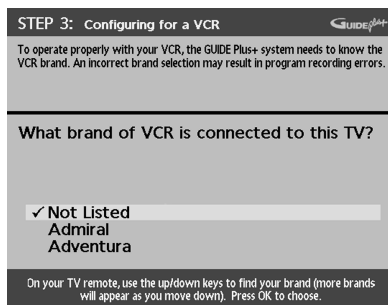 STEP 3: Configuring for a VCR
GUIDE plus+
To operate properly with your VCR, the GUIDE Plus+ system needs to know the
VCR brand. An incorrect brand selection may result in program recording errors.
What brand of VCR is connected to this TV?
✓ Not Listed
Admiral
Adventura
On your TV remote, use the up/down keys to find your brand (more brands
will appear as you move down). Press OK to choose.